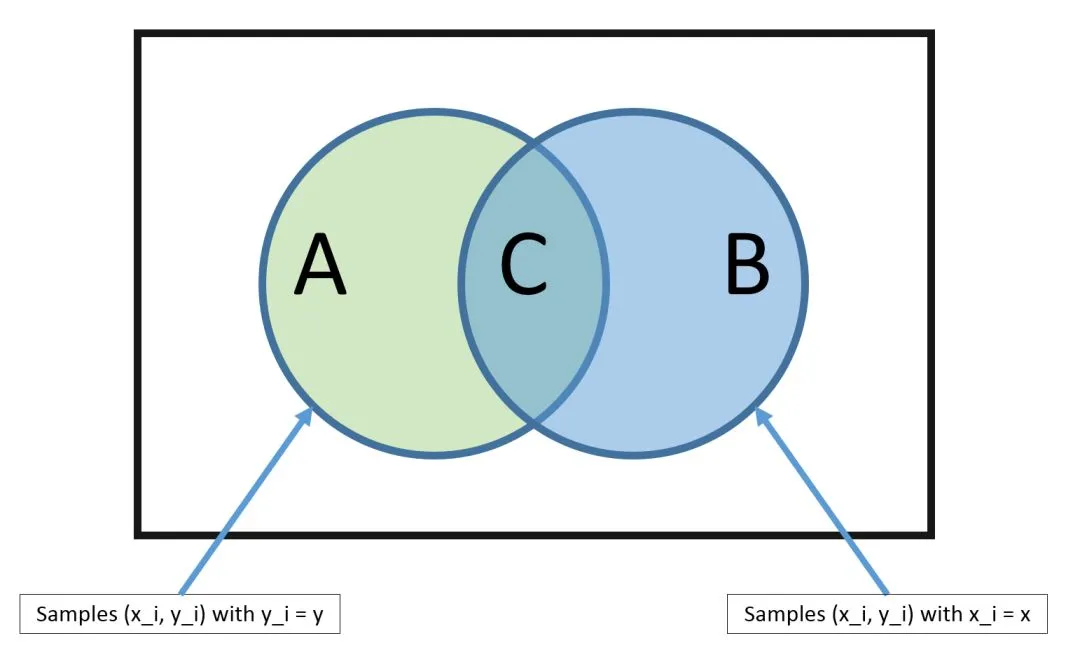 A
C
B
Samples (x_i, y_i) with y_i = y
Samples (x_i, y_i) with x_i = x